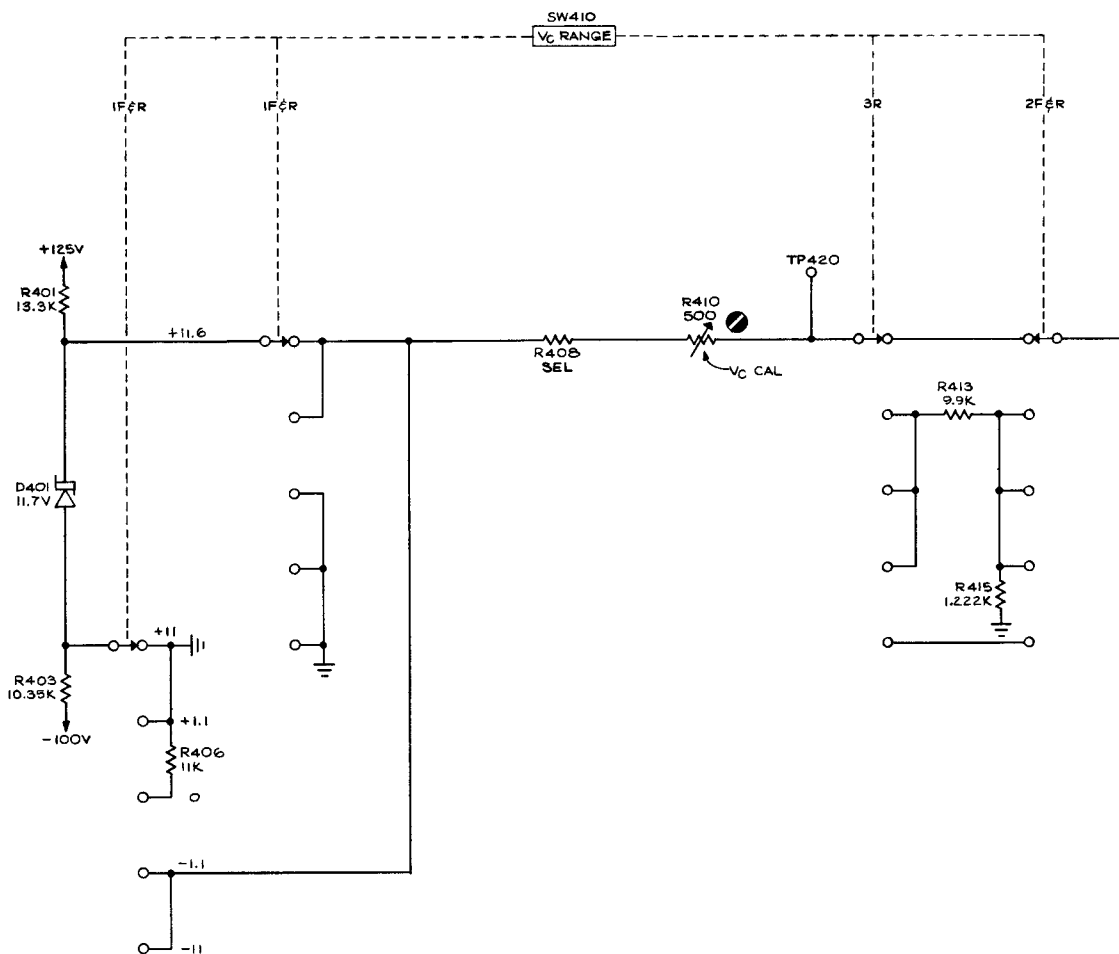 SW410
VC RANGE
1F&R
1F&R
3R
2F&R
+125V
R401
13.3K
+11.6
TP420
R410
500
R408
SEL
VC CAL
R413
9.9K
D401
11.7V
R415
1.222K
+11
R403
10.35K
-100V
+1.1
R406
11K
0
-1.1
-11